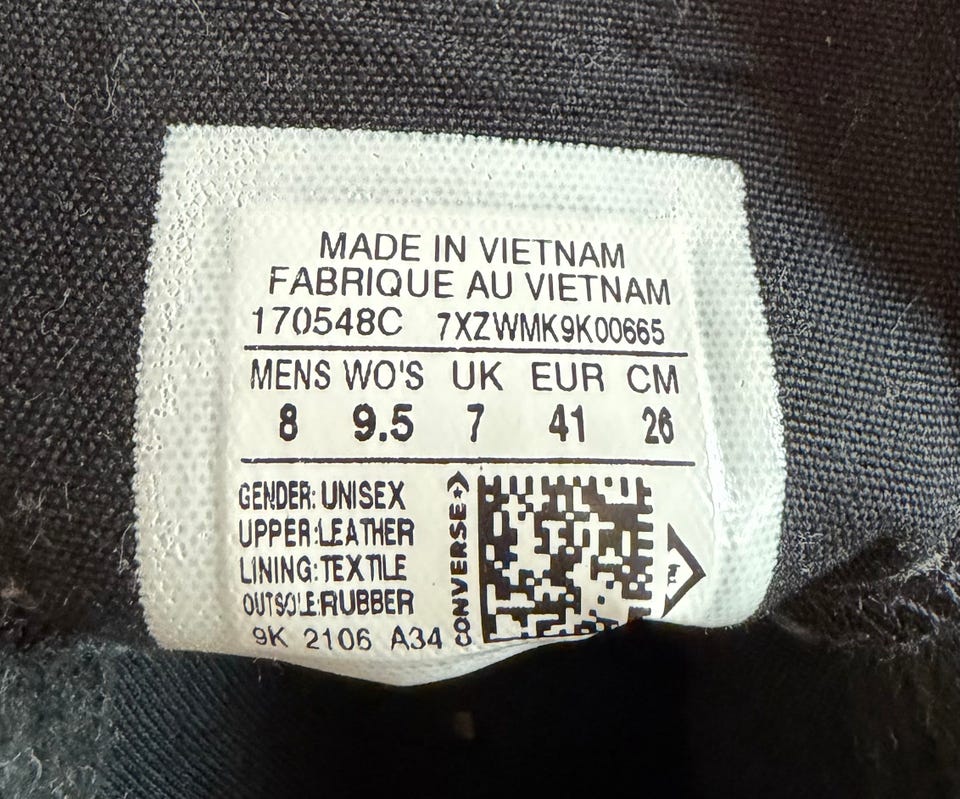 MADE IN VIETNAM
FABRIQUE AU VIETNAM
170548C 7XZWMK9K00665
MENS WO'S UK EUR CM
8 9.5 7 41 26
GENDER: UNISEX
UPPER:LEATHER
LINING:TEXTILE
OUTSOLE:RUBBER
9K 2106 A34
CONVERSE
TM